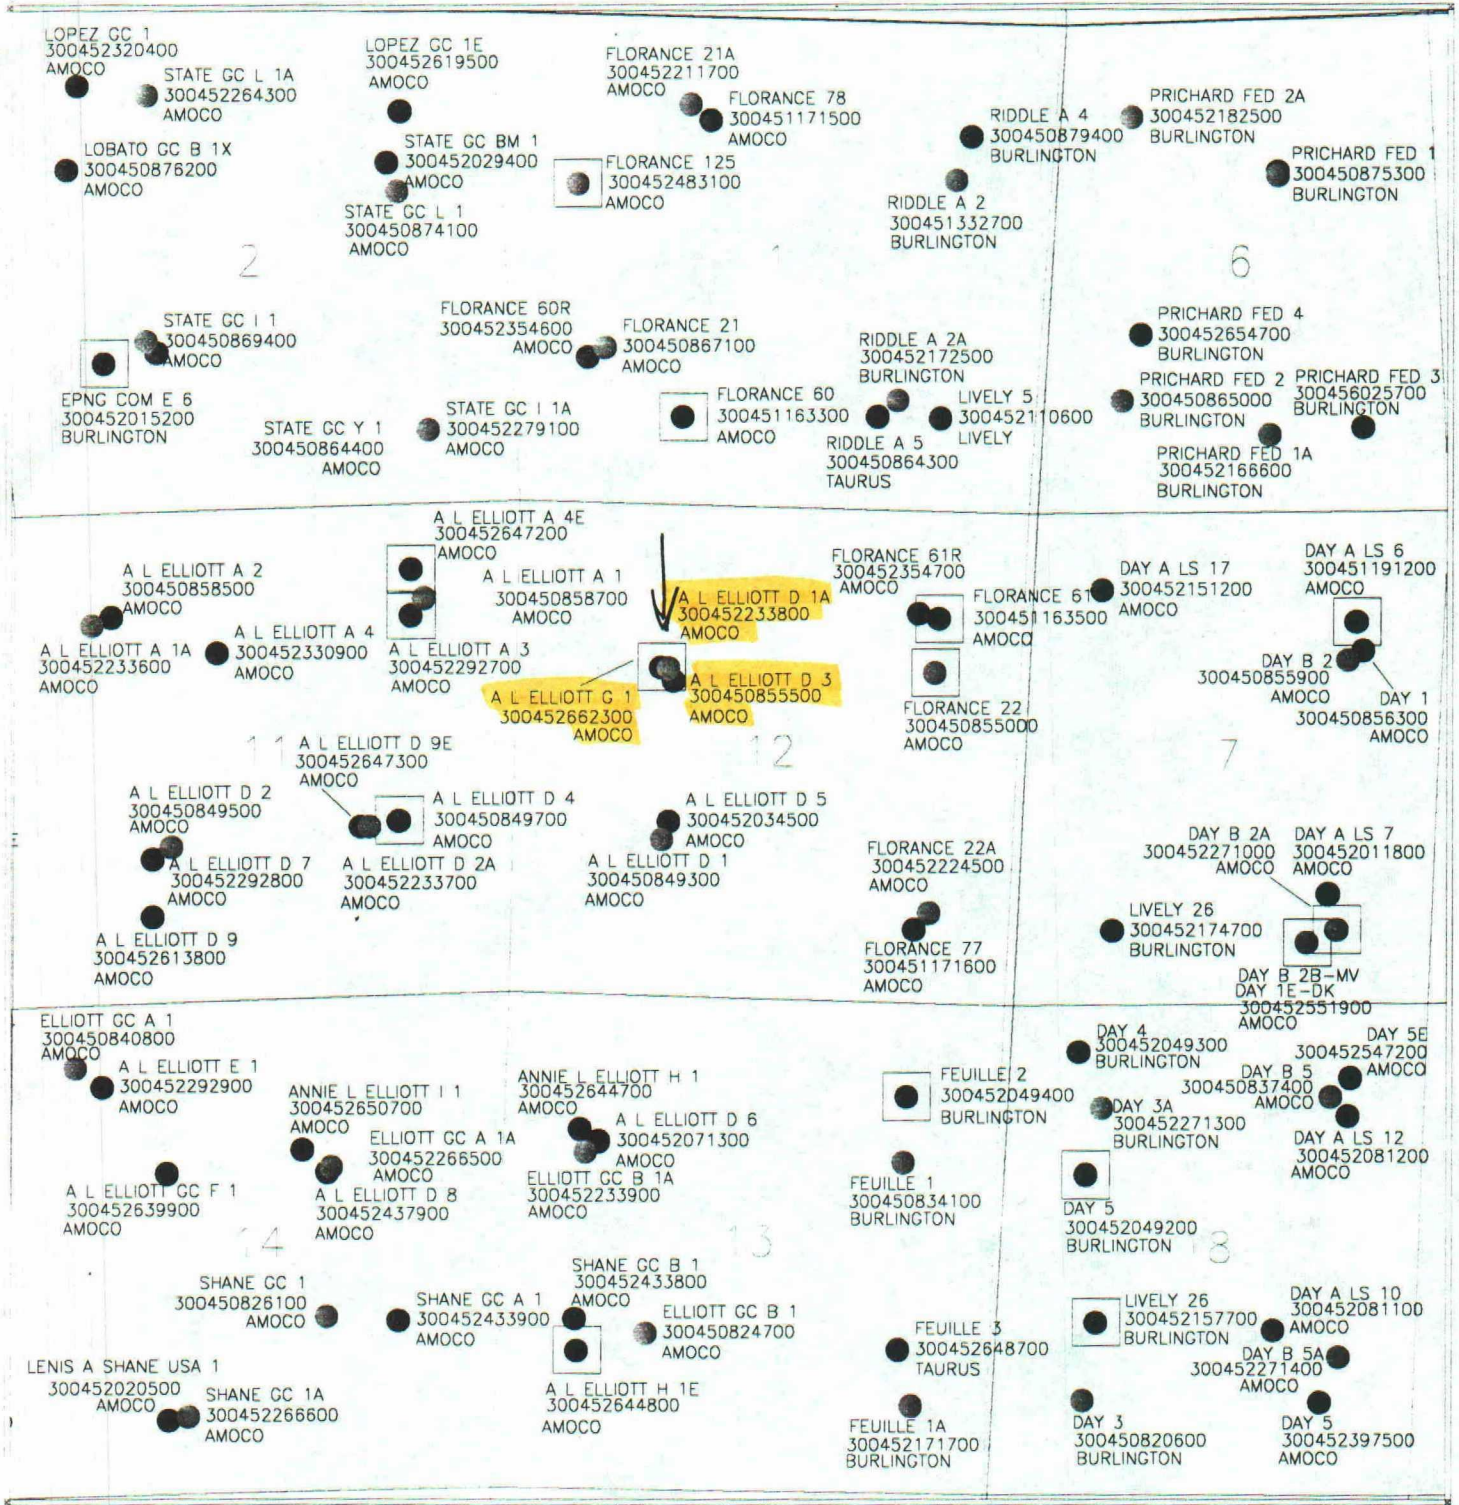 LOPEZ GC 1
300452320400
AMOCO
STATE GC L 1A
300452264300
AMOCO
LOPEZ GC 1E
300452619500
AMOCO
FLORANCE 21A
300452211700
AMOCO
FLORANCE 78
300451171500
AMOCO
RIDDLE A 4
300450879400
BURLINGTON
PRICHARD FED 2A
300452182500
BURLINGTON
PRICHARD FED 1
300450875300
BURLINGTON
LOBATO GC B 1X
300450876200
AMOCO
STATE GC BM 1
300452029400
AMOCO
STATE GC L 1
300450874100
AMOCO
FLORANCE 125
300452483100
AMOCO
RIDDLE A 2
300451332700
BURLINGTON
2
1
6
STATE GC I 1
300450869400
AMOCO
EPNG COM E 6
300452015200
BURLINGTON
FLORANCE 60R
300452354600
AMOCO
FLORANCE 21
300450867100
AMOCO
RIDDLE A 2A
300452172500
BURLINGTON
PRICHARD FED 4
300452654700
BURLINGTON
STATE GC Y 1
300450864400
AMOCO
STATE GC I 1A
300452279100
AMOCO
FLORANCE 60
300451163300
AMOCO
LIVELY 5
300452110600
LIVELY
RIDDLE A 5
300450864300
TAURUS
PRICHARD FED 2
300450865000
BURLINGTON
PRICHARD FED 3
300456025700
BURLINGTON
PRICHARD FED 1A
300452166600
BURLINGTON
A L ELLIOTT A 4E
300452647200
AMOCO
A L ELLIOTT A 2
300450858500
AMOCO
A L ELLIOTT A 1
300450858700
AMOCO
A L ELLIOTT D 1A
300452233800
AMOCO
FLORANCE 61R
300452354700
AMOCO
FLORANCE 61
300451163500
AMOCO
DAY A LS 17
300452151200
AMOCO
DAY A LS 6
300451191200
AMOCO
A L ELLIOTT A 1A
300452233600
AMOCO
A L ELLIOTT A 4
300452330900
AMOCO
A L ELLIOTT A 3
300452292700
AMOCO
A L ELLIOTT G 1
300452662300
AMOCO
A L ELLIOTT D 3
300450855500
AMOCO
FLORANCE 22
300450855000
AMOCO
DAY B 2
300450855900
AMOCO
DAY 1
300450856300
AMOCO
11
12
7
A L ELLIOTT D 9E
300452647300
AMOCO
A L ELLIOTT D 2
300450849500
AMOCO
A L ELLIOTT D 4
300450849700
AMOCO
A L ELLIOTT D 5
300452034500
AMOCO
A L ELLIOTT D 7
300452292800
AMOCO
A L ELLIOTT D 2A
300452233700
AMOCO
A L ELLIOTT D 1
300450849300
AMOCO
FLORANCE 22A
300452224500
AMOCO
DAY B 2A
300452271000
AMOCO
DAY A LS 7
300452011800
AMOCO
A L ELLIOTT D 9
300452613800
AMOCO
FLORANCE 77
300451171600
AMOCO
LIVELY 26
300452174700
BURLINGTON
DAY B 2B-MV
DAY 1E-DK
300452551900
AMOCO
ELLIOTT GC A 1
300450840800
AMOCO
A L ELLIOTT E 1
300452292900
AMOCO
ANNIE L ELLIOTT I 1
300452650700
AMOCO
ANNIE L ELLIOTT H 1
300452644700
AMOCO
A L ELLIOTT D 6
300452071300
AMOCO
FEUILLE 2
300452049400
BURLINGTON
DAY 4
300452049300
BURLINGTON
DAY 5E
300452547200
AMOCO
DAY B 5
300450837400
AMOCO
DAY 3A
300452271300
BURLINGTON
DAY A LS 12
300452081200
AMOCO
A L ELLIOTT GC F 1
300452639900
AMOCO
ELLIOTT GC A 1A
300452266500
AMOCO
A L ELLIOTT D 8
300452437900
AMOCO
ELLIOTT GC B 1A
300452233900
AMOCO
FEUILLE 1
300450834100
BURLINGTON
DAY 5
300452049200
BURLINGTON
14
13
18
SHANE GC 1
300450826100
AMOCO
SHANE GC A 1
300452433900
AMOCO
SHANE GC B 1
300452433800
AMOCO
ELLIOTT GC B 1
300450824700
AMOCO
FEUILLE 3
300452648700
TAURUS
LIVELY 26
300452157700
BURLINGTON
DAY A LS 10
300452081100
AMOCO
DAY B 5A
300452271400
AMOCO
LENIS A SHANE USA 1
300452020500
AMOCO
SHANE GC 1A
300452266600
AMOCO
A L ELLIOTT H 1E
300452644800
AMOCO
FEUILLE 1A
300452171700
BURLINGTON
DAY 3
300450820600
BURLINGTON
DAY 5
300452397500
AMOCO